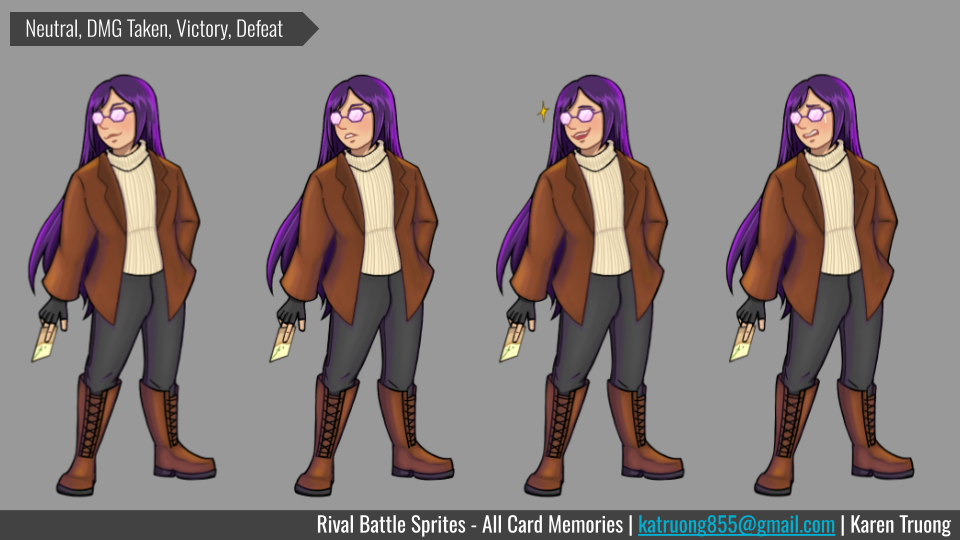 Neutral, DMG Taken, Victory, Defeat
Rival Battle Sprites - All Card Memories | katruong855@gmail.com | Karen Truong